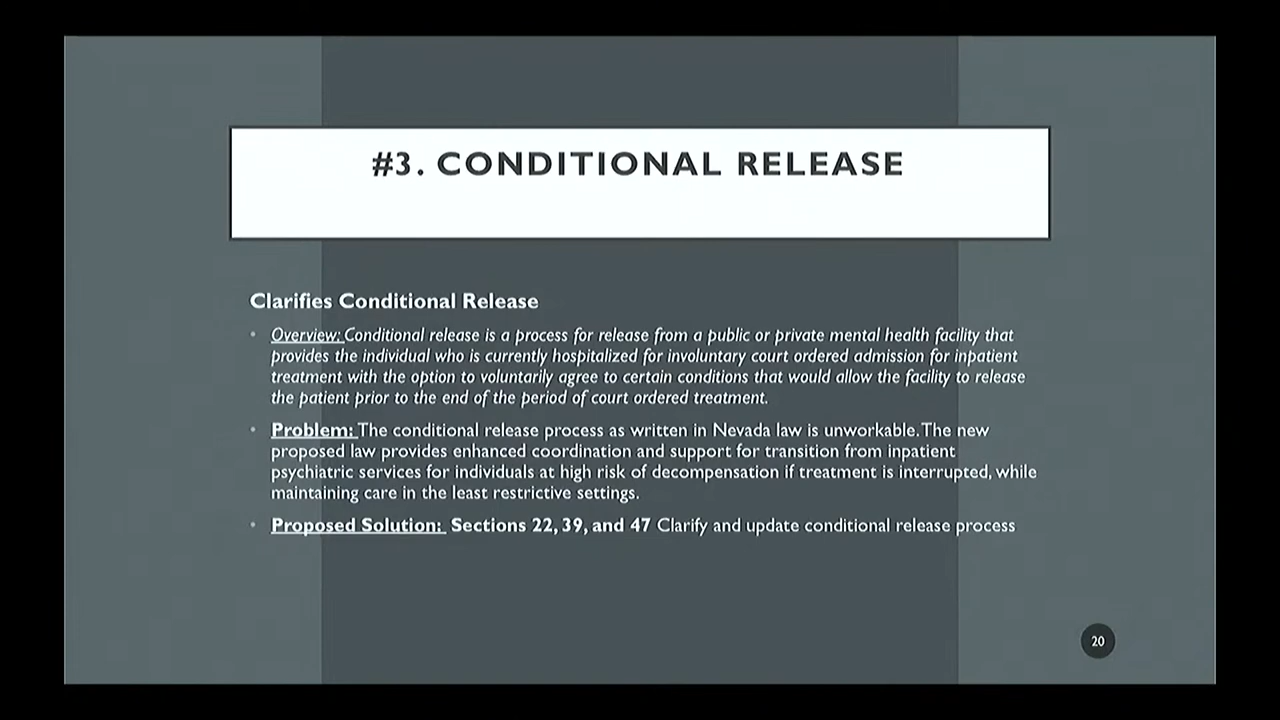 #3. CONDITIONAL RELEASE
Clarifies Conditional Release
• Overview: Conditional release is a process for release from a public or private mental health facility that
provides the individual who is currently hospitalized for involuntary court ordered admission for inpatient
treatment with the option to voluntarily agree to certain conditions that would allow the facility to release
the patient prior to the end of the period of court ordered treatment.
• Problem: The conditional release process as written in Nevada law is unworkable. The new
proposed law provides enhanced coordination and support for transition from inpatient
psychiatric services for individuals at high risk of decompensation if treatment is interrupted, while
maintaining care in the least restrictive settings.
• Proposed Solution: Sections 22, 39, and 47 Clarify and update conditional release process
20